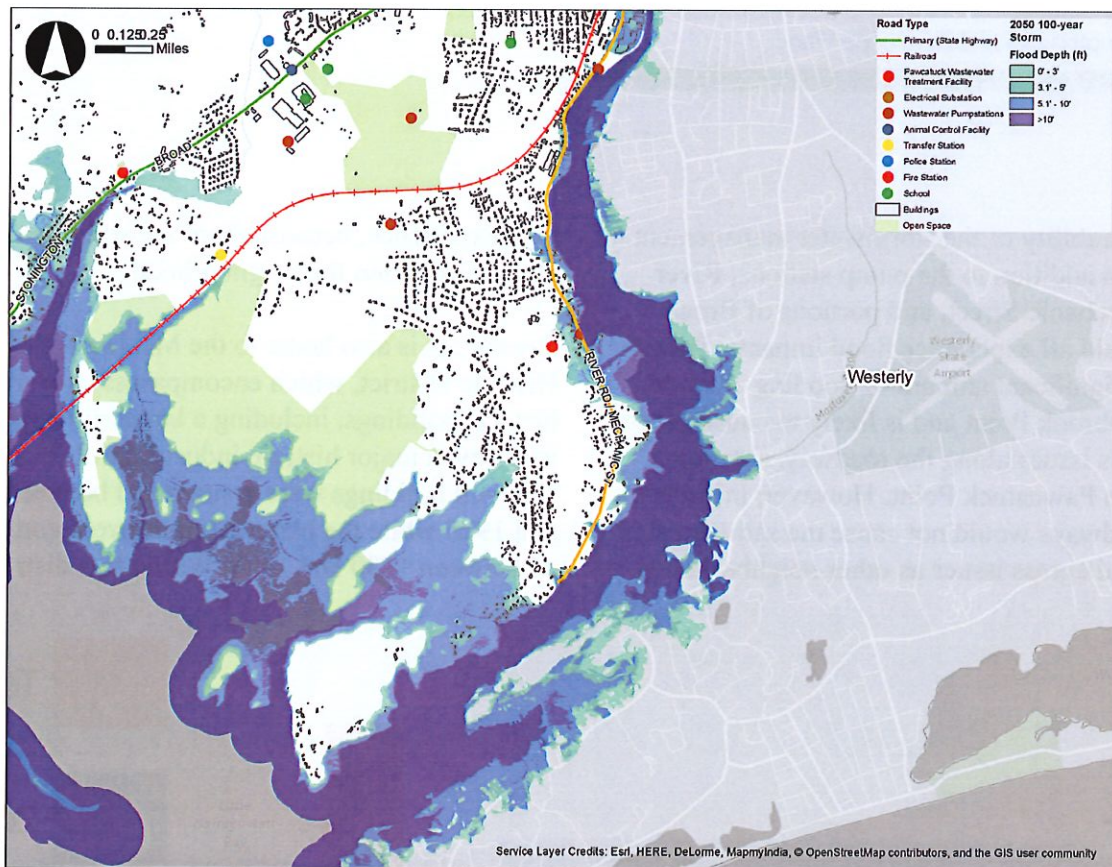 0 0.125 0.25
Miles
Road Type
Primary (State Highway)
Railroad
Pawcatuck Wastewater
Treatment Facility
Electrical Substation
Wastewater Pumpstations
Animal Control Facility
Transfer Station
Police Station
Fire Station
School
Buildings
Open Space
2050 100-year
Storm
Flood Depth (ft)
0' - 3'
3.1' - 5'
5.1' - 10'
>10'
BROAD
STONINGTON
RIVER RD / MECHANIC ST
Westerly
State
Airport
Westerly
Service Layer Credits: Esri, HERE, DeLorme, MapmyIndia, © OpenStreetMap contributors, and the GIS user community